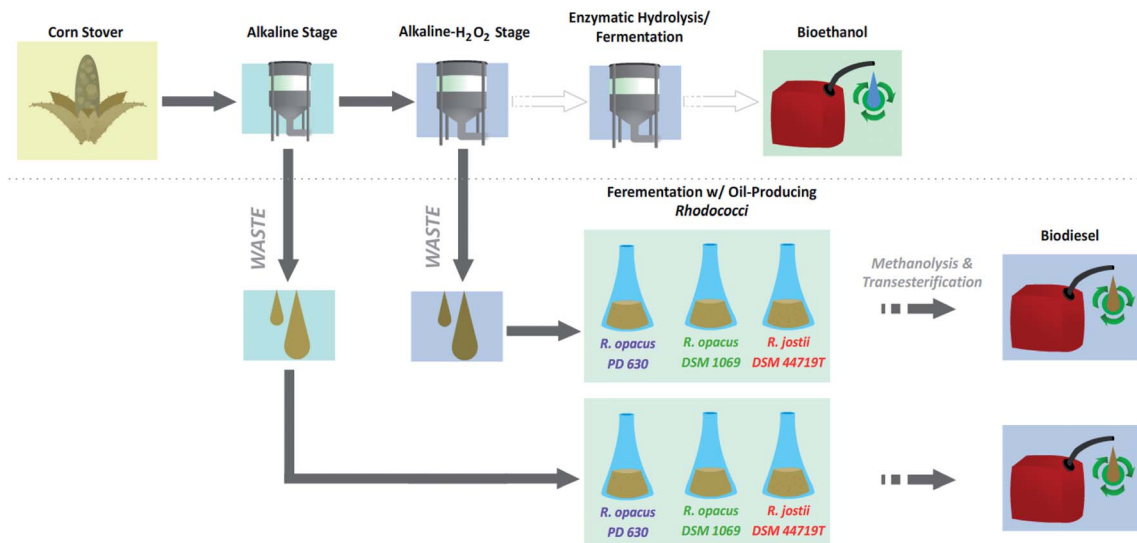 Corn Stover
Alkaline Stage
Alkaline-H₂O₂ Stage
Enzymatic Hydrolysis/
Fermentation
Bioethanol
WASTE
WASTE
Ferementation w/ Oil-Producing
Rhodococci
R. opacus
PD 630
R. opacus
DSM 1069
R. jostii
DSM 44719T
Methanolysis &
Transesterification
Biodiesel
R. opacus
PD 630
R. opacus
DSM 1069
R. jostii
DSM 44719T